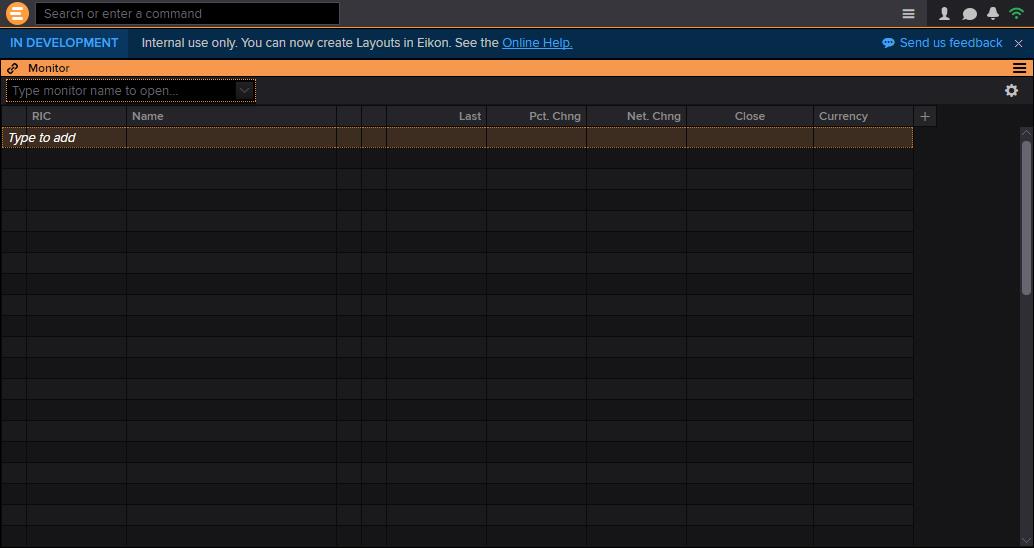 Search or enter a command
IN DEVELOPMENT Internal use only. You can now create Layouts in Eikon. See the Online Help. Send us feedback
Monitor
Type monitor name to open...
RIC Name Last Pct. Chng Net. Chng Close Currency +
Type to add